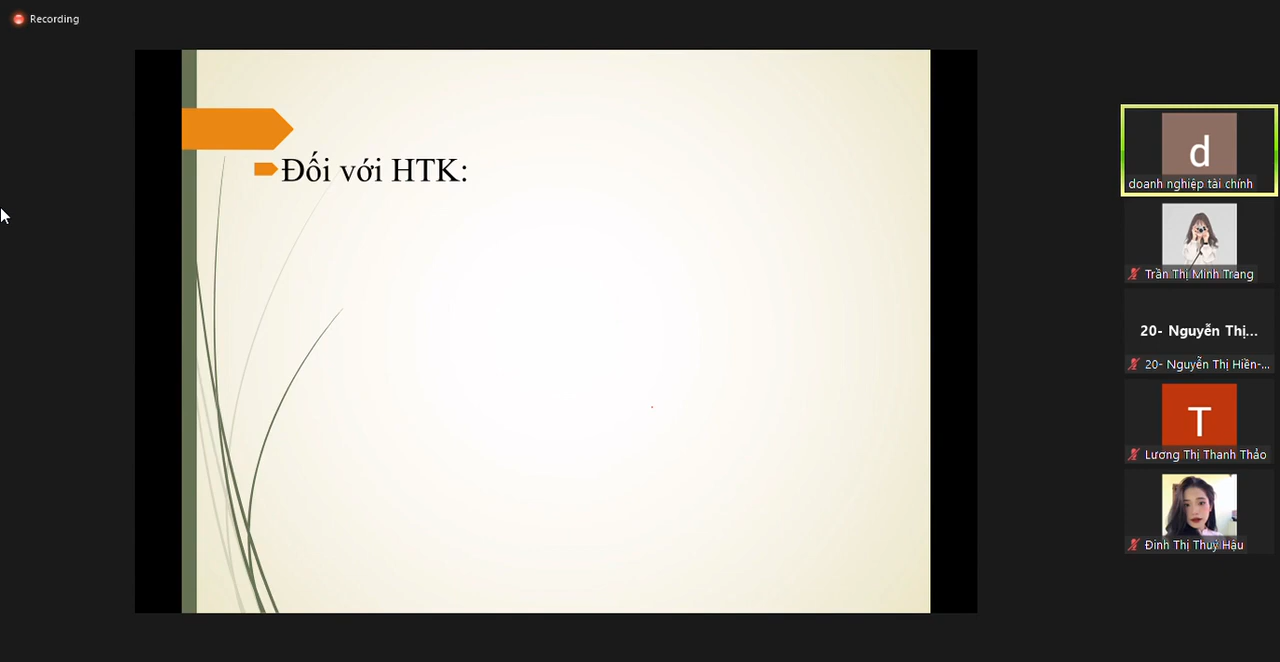 Recording
Đối với HTK:
d
doanh nghiệp tài chính
Trần Thị Minh Trang
20- Nguyễn Thị...
20- Nguyễn Thị Hiền-...
T
Lương Thị Thanh Thảo
Đinh Thị Thuỷ Hậu